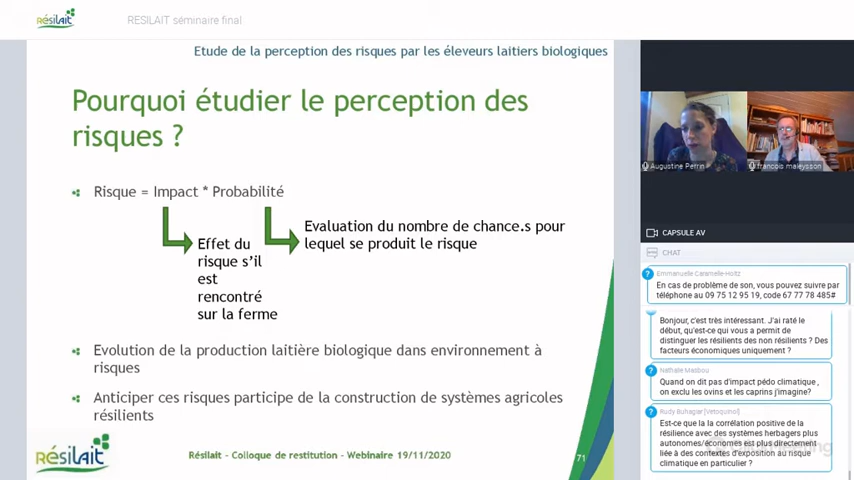 RésiLait
RESILAIT séminaire final
Etude de la perception des risques par les éleveurs laitiers biologiques
Pourquoi étudier le perception des
risques ?
Risque = Impact * Probabilité
Effet du
risque s’il
est
rencontré
sur la ferme
Evaluation du nombre de chance.s pour
lequel se produit le risque
Evolution de la production laitière biologique dans environnement à
risques
Anticiper ces risques participe de la construction de systèmes agricoles
résilients
RésiLait
Résilait - Colloque de restitution - Webinaire 19/11/2020
71
Augustine Perrin
francois maleysson
CAPSULE AV
CHAT
Emmanuelle Caramelle-Holtz
En cas de problème de son, vous pouvez suivre par
téléphone au 09 75 12 95 19, code 67 77 78 485#
Bonjour, c'est très intéressant. J'ai raté le
début, qu'est-ce qui vous a permit de
distinguer les résilients des non résilients ? Des
facteurs économiques uniquement ?
Nathalie Masbou
Quand on dit pas d'impact pédo climatique ,
on exclu les ovins et les caprins j'imagine?
Rudy Buhagiar [Vetoquinol]
Est-ce que la corrélation positive de la
résilience avec des systèmes herbagers plus
autonomes/économes est plus directement
liée à des contextes d'exposition au risque
climatique en particulier ?